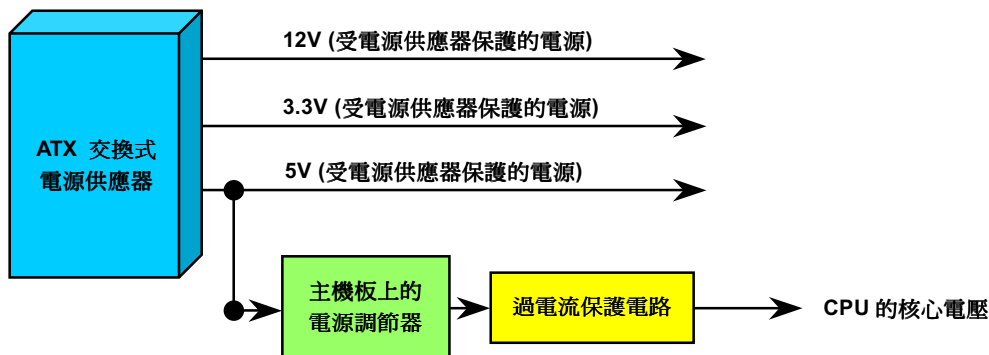 12V (受電源供應器保護的電源)
3.3V (受電源供應器保護的電源)
ATX 交換式
電源供應器
5V (受電源供應器保護的電源)
主機板上的
電源調節器
過電流保護電路
CPU 的核心電壓